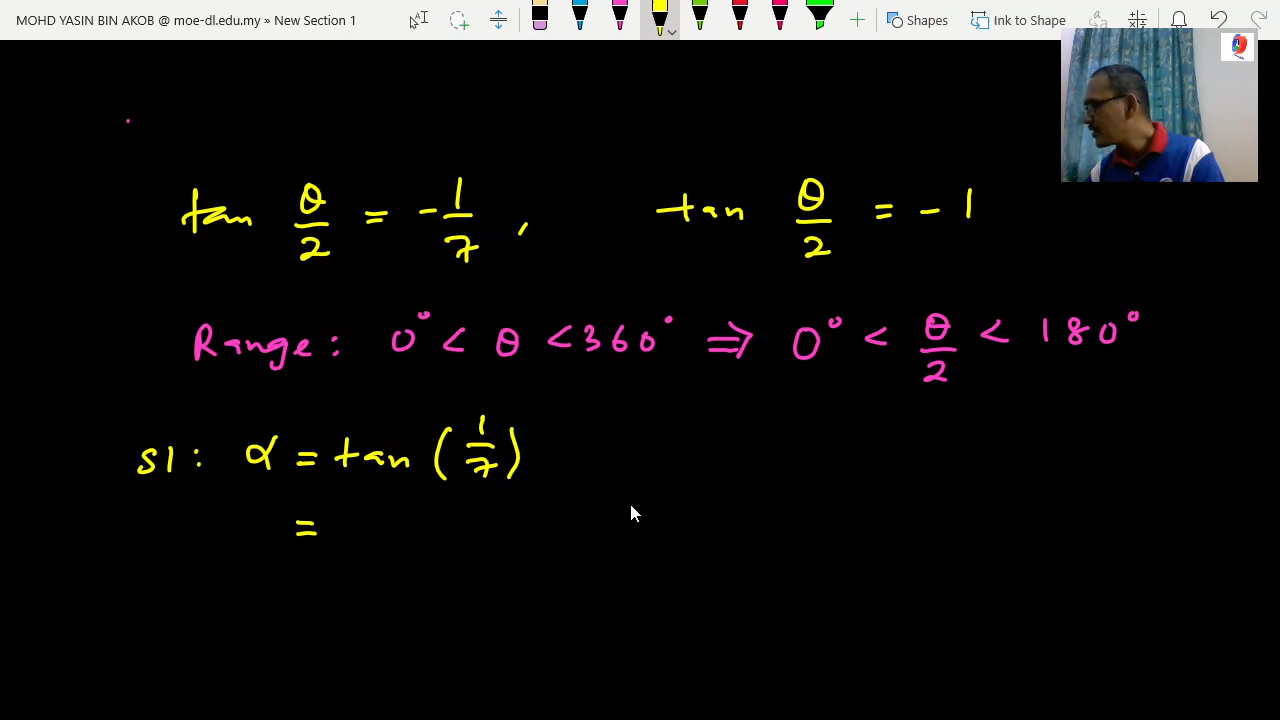 MOHD YASIN BIN AKOB @ moe-dl.edu.my » New Section 1
Shapes
Ink to Shape
tan θ/2 = -1/7 , tan θ/2 = -1
Range: 0° < θ < 360° ⇒ 0° < θ/2 < 180°
S1: α = tan (1/7)
=